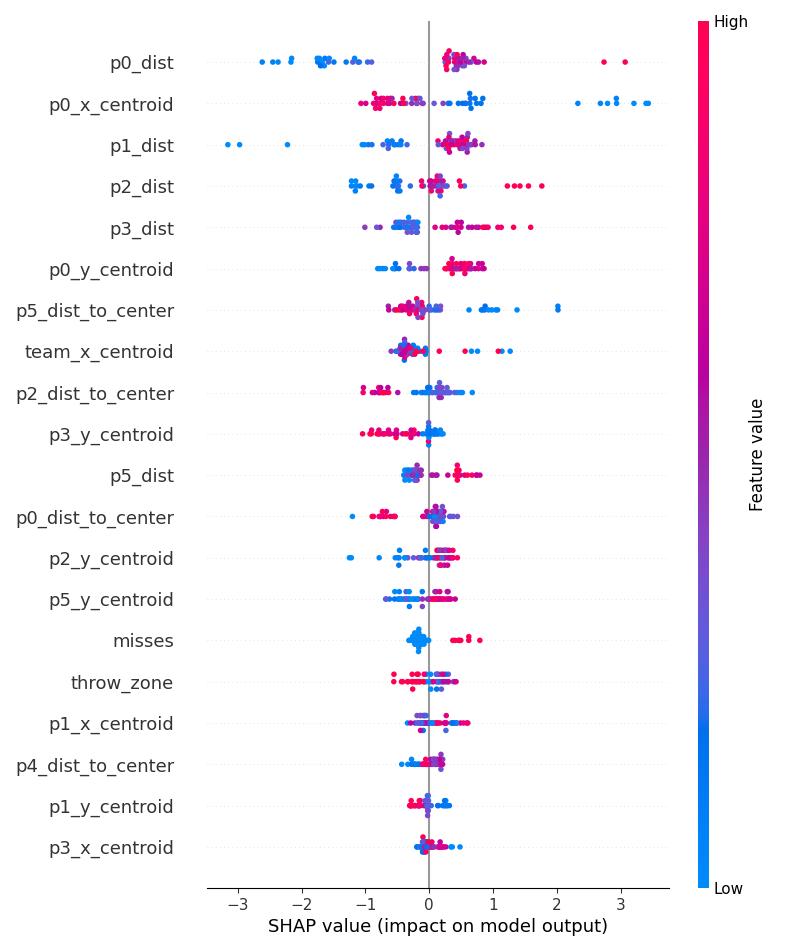 High
p0_dist
p0_x_centroid
p1_dist
p2_dist
p3_dist
p0_y_centroid
p5_dist_to_center
team_x_centroid
p2_dist_to_center
p3_y_centroid
p5_dist
p0_dist_to_center
p2_y_centroid
p5_y_centroid
misses
throw_zone
p1_x_centroid
p4_dist_to_center
p1_y_centroid
p3_x_centroid
Feature value
Low
−3 −2 −1 0 1 2 3
SHAP value (impact on model output)